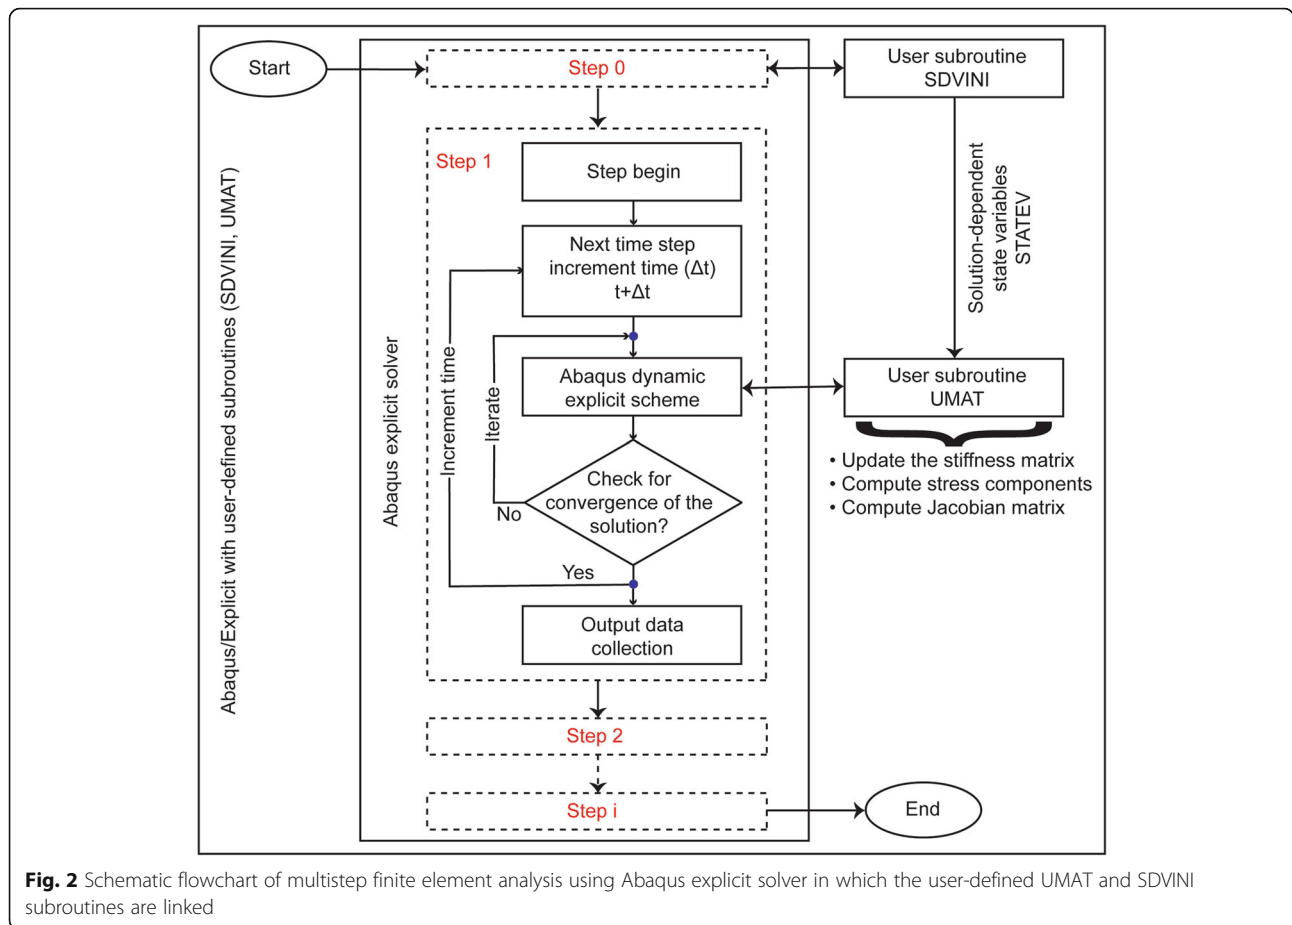 Start
Step 0
User subroutine
SDVINI
Abaqus/Explicit with user-defined subroutines (SDVINI, UMAT)
Abaqus explicit solver
Step 1
Step begin
Next time step
increment time (Δt)
t+Δt
Increment time
Iterate
Abaqus dynamic
explicit scheme
Check for
convergence of the
solution?
No
Yes
Output data
collection
Solution-dependent
state variables
STATEV
User subroutine
UMAT
• Update the stiffness matrix
• Compute stress components
• Compute Jacobian matrix
Step 2
Step i
End
Fig. 2 Schematic flowchart of multistep finite element analysis using Abaqus explicit solver in which the user-defined UMAT and SDVINI
subroutines are linked